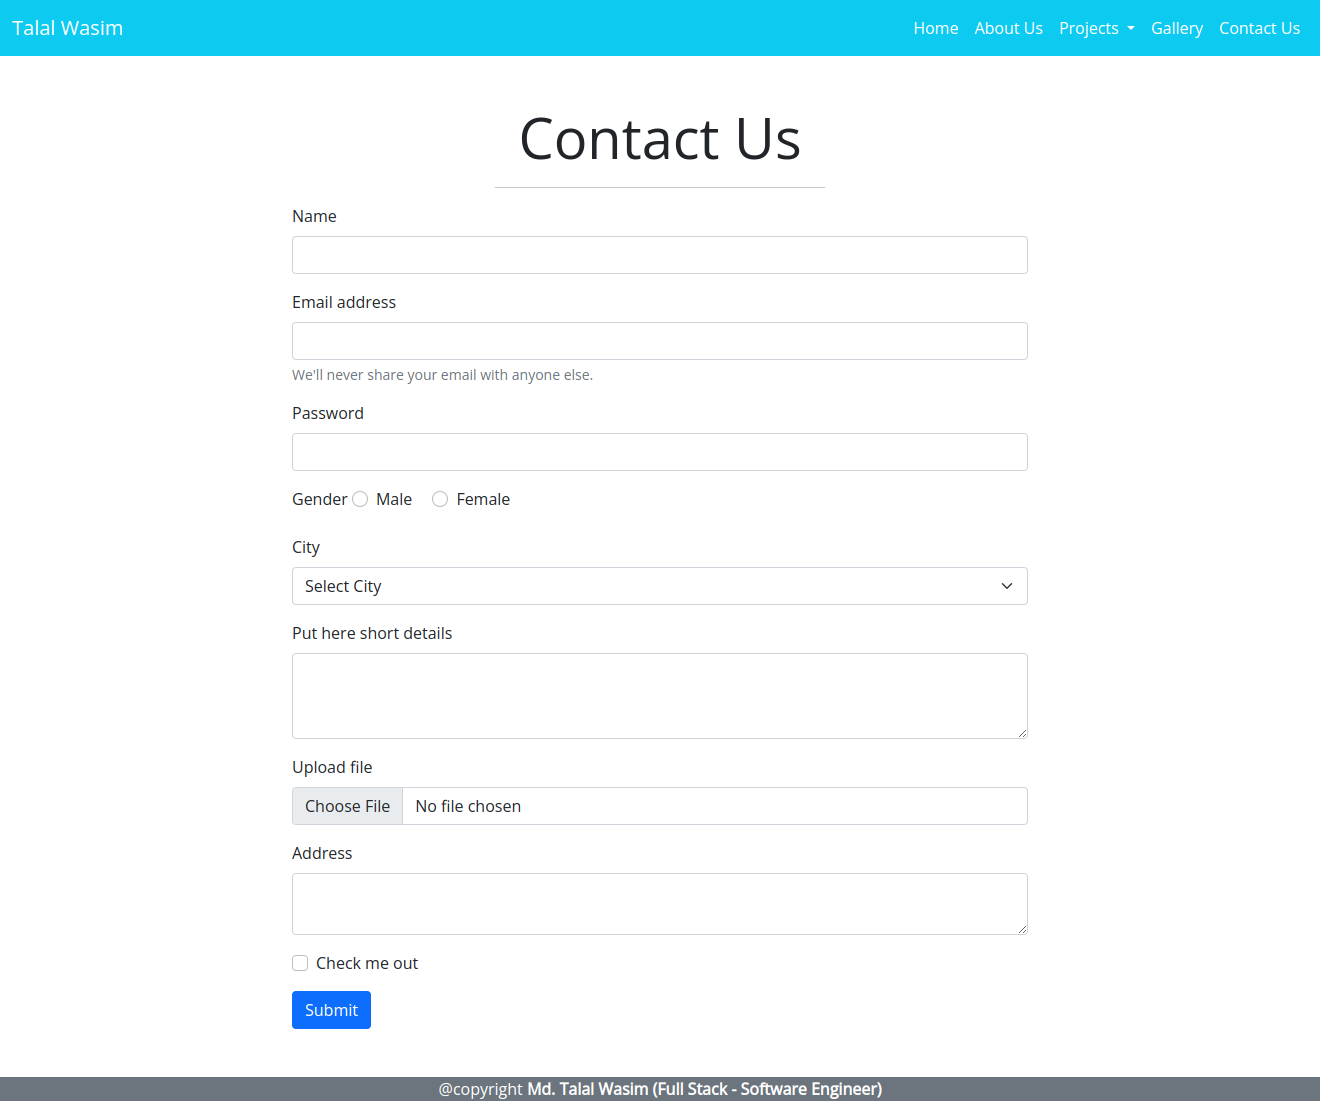 Talal Wasim Home About Us Projects Gallery Contact Us
Contact Us
Name
Email address
We'll never share your email with anyone else.
Password
Gender Male Female
City
Select City
Put here short details
Upload file
Choose File No file chosen
Address
Check me out
Submit
@copyright Md. Talal Wasim (Full Stack - Software Engineer)